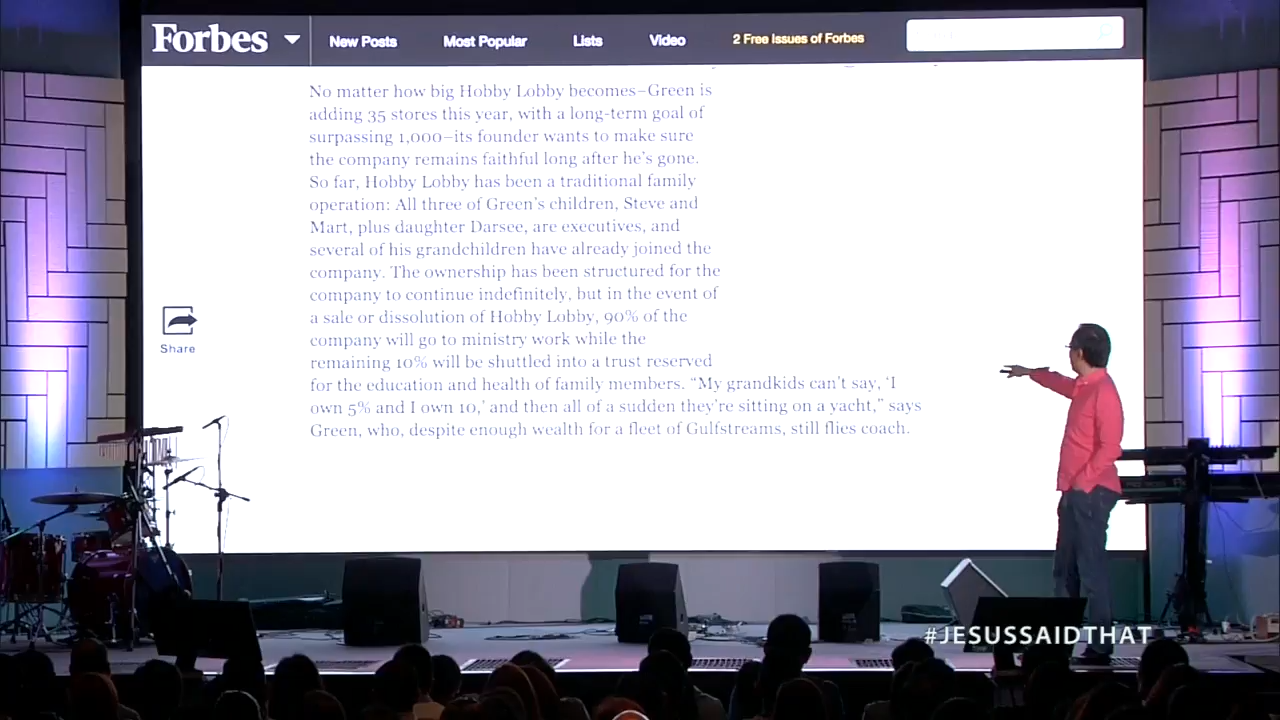 Forbes
New Posts
Most Popular
Lists
Video
2 Free Issues of Forbes
No matter how big Hobby Lobby becomes–Green is
adding 35 stores this year, with a long-term goal of
surpassing 1,000–its founder wants to make sure
the company remains faithful long after he's gone.
So far, Hobby Lobby has been a traditional family
operation: All three of Green's children, Steve and
Mart, plus daughter Darsee, are executives, and
several of his grandchildren have already joined the
company. The ownership has been structured for the
company to continue indefinitely, but in the event of
a sale or dissolution of Hobby Lobby, 90% of the
company will go to ministry work while the
remaining 10% will be shuttled into a trust reserved
for the education and health of family members. “My grandkids can't say, ‘I
own 5% and I own 10,’ and then all of a sudden they're sitting on a yacht,” says
Green, who, despite enough wealth for a fleet of Gulfstreams, still flies coach.
Share
#JESUSSAIDTHAT